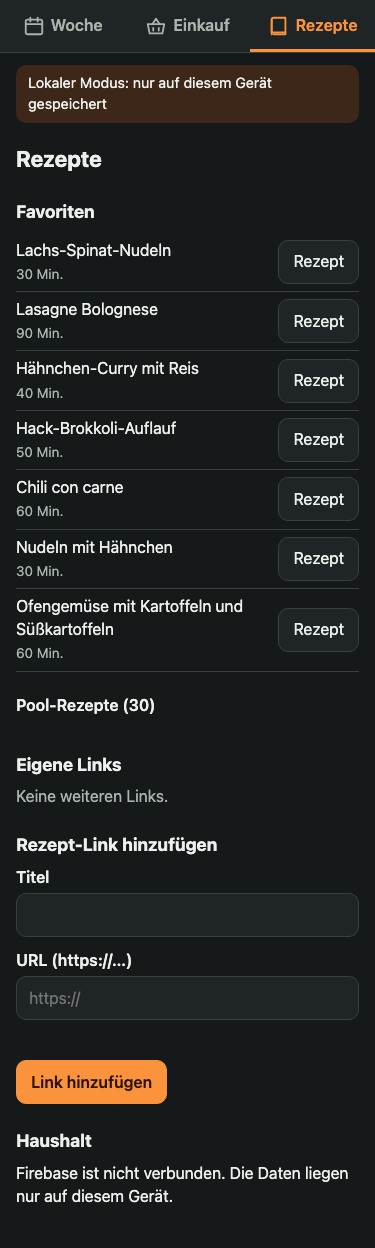 Woche Einkauf Rezepte
Lokaler Modus: nur auf diesem Gerät
gespeichert
Rezepte
Favoriten
Lachs-Spinat-Nudeln
30 Min.
Rezept
Lasagne Bolognese
90 Min.
Rezept
Hähnchen-Curry mit Reis
40 Min.
Rezept
Hack-Brokkoli-Auflauf
50 Min.
Rezept
Chili con carne
60 Min.
Rezept
Nudeln mit Hähnchen
30 Min.
Rezept
Ofengemüse mit Kartoffeln und
Süßkartoffeln
60 Min.
Rezept
Pool-Rezepte (30)
Eigene Links
Keine weiteren Links.
Rezept-Link hinzufügen
Titel
URL (https://...)
https://
Link hinzufügen
Haushalt
Firebase ist nicht verbunden. Die Daten liegen
nur auf diesem Gerät.